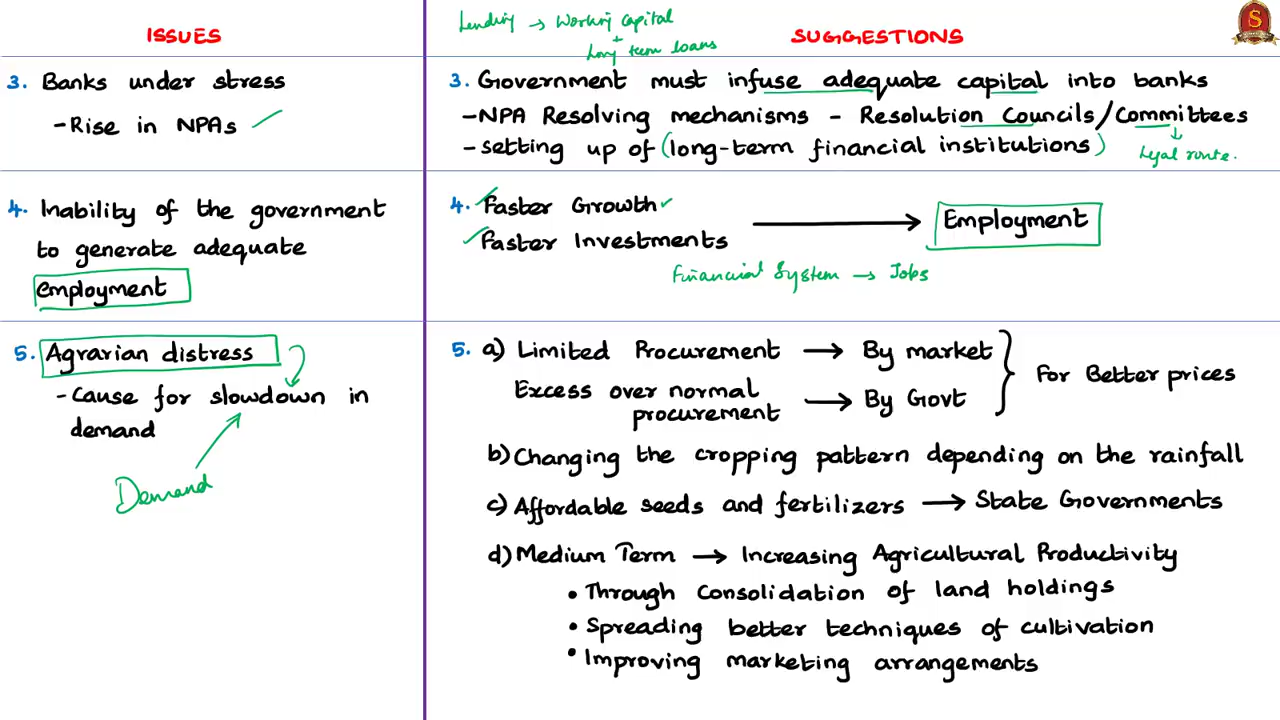 ISSUES
3. Banks under stress
- Rise in NPAs
4. Inability of the government
to generate adequate
employment
5. Agrarian distress
- Cause for slowdown in
demand
Demand
Lending → Working Capital
+
Long term loans
SUGGESTIONS
3. Government must infuse adequate capital into banks
- NPA Resolving mechanisms - Resolution Councils/Committees
- Setting up of (long-term financial institutions)
Legal route.
4. Faster Growth
Faster Investments → Employment
Financial System → Jobs
5. a) Limited Procurement → By market
Excess over normal
procurement → By Govt
For Better prices
b) Changing the cropping pattern depending on the rainfall
c) Affordable seeds and fertilizers → State Governments
d) Medium Term → Increasing Agricultural Productivity
• Through Consolidation of land holdings
• Spreading better techniques of cultivation
• Improving marketing arrangements
S